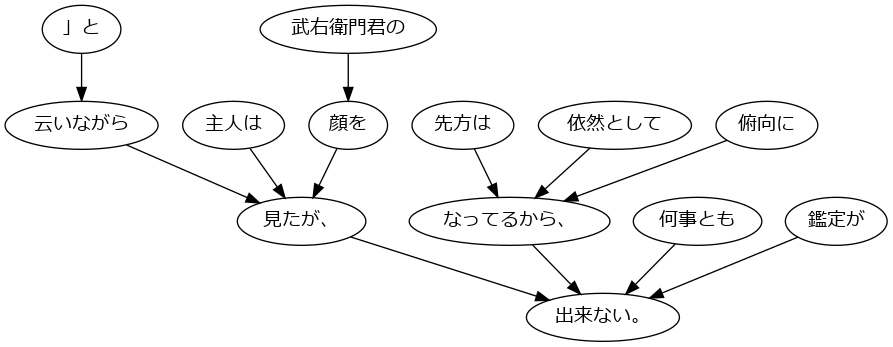 」と
武右衛門君の
云いながら
主人は
顔を
先方は
依然として
俯向に
見たが、
なってるから、
何事とも
鑑定が
出来ない。